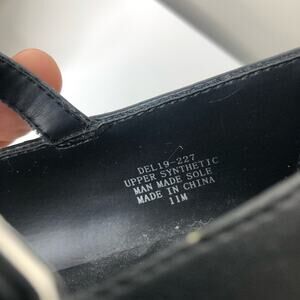 DEL19-227
UPPER SYNTHETIC
MAN MADE SOLE
MADE IN CHINA
11M